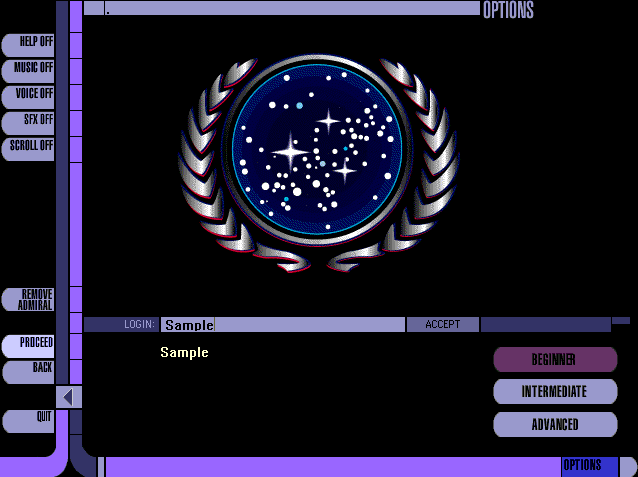 OPTIONS
HELP OFF
MUSIC OFF
VOICE OFF
SFX OFF
SCROLL OFF
REMOVE
ADMIRAL
LOGIN: Sample ACCEPT
PROCEED
Sample
BACK
BEGINNER
INTERMEDIATE
QUIT
ADVANCED
OPTIONS